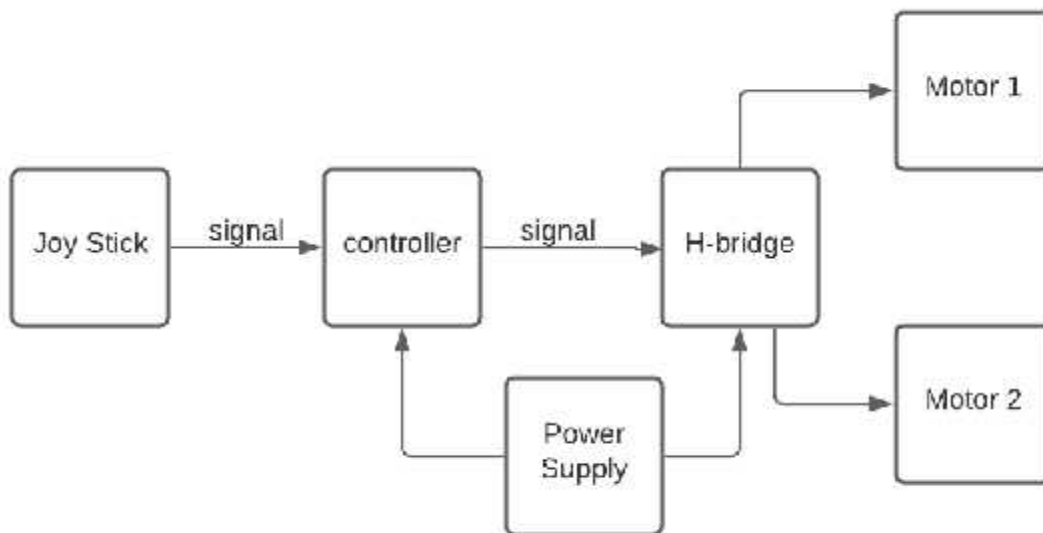 Motor 1
Joy Stick
signal
controller
signal
H-bridge
Power
Supply
Motor 2